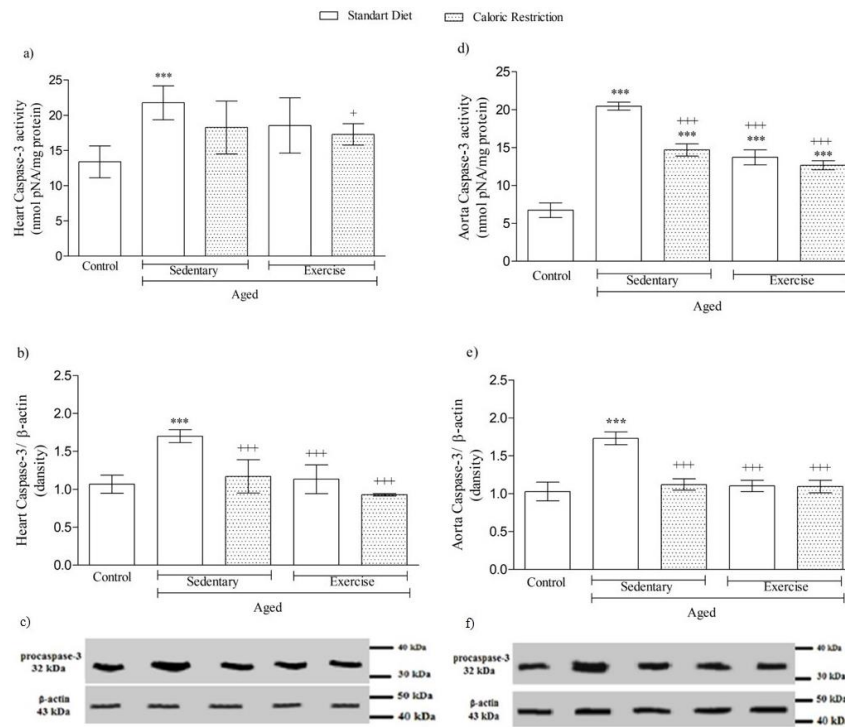 Standart Diet
Caloric Restriction
a)
Heart Caspase-3 activity
(nmol pNA/mg protein)
25
20
15
10
5
0
***
+
Control
Sedentary
Exercise
Aged
d)
Aorta Caspase-3 activity
(nmol pNA/mg protein)
25
20
15
10
5
0
***
+++
***
+++
***
+++
***
Control
Sedentary
Exercise
Aged
b)
Heart Caspase-3/ β-actin
(dansity)
2.5
2.0
1.5
1.0
0.5
0.0
***
+++
+++
+++
Control
Sedentary
Exercise
Aged
e)
Aorta Caspase-3/ β-actin
(dansity)
2.5
2.0
1.5
1.0
0.5
0.0
***
+++
+++
+++
Control
Sedentary
Exercise
Aged
c)
procaspase-3
32 kDa
40 kDa
30 kDa
β-actin
43 kDa
50 kDa
40 kDa
f)
procaspase-3
32 kDa
40 kDa
30 kDa
β-actin
43 kDa
50 kDa
40 kDa